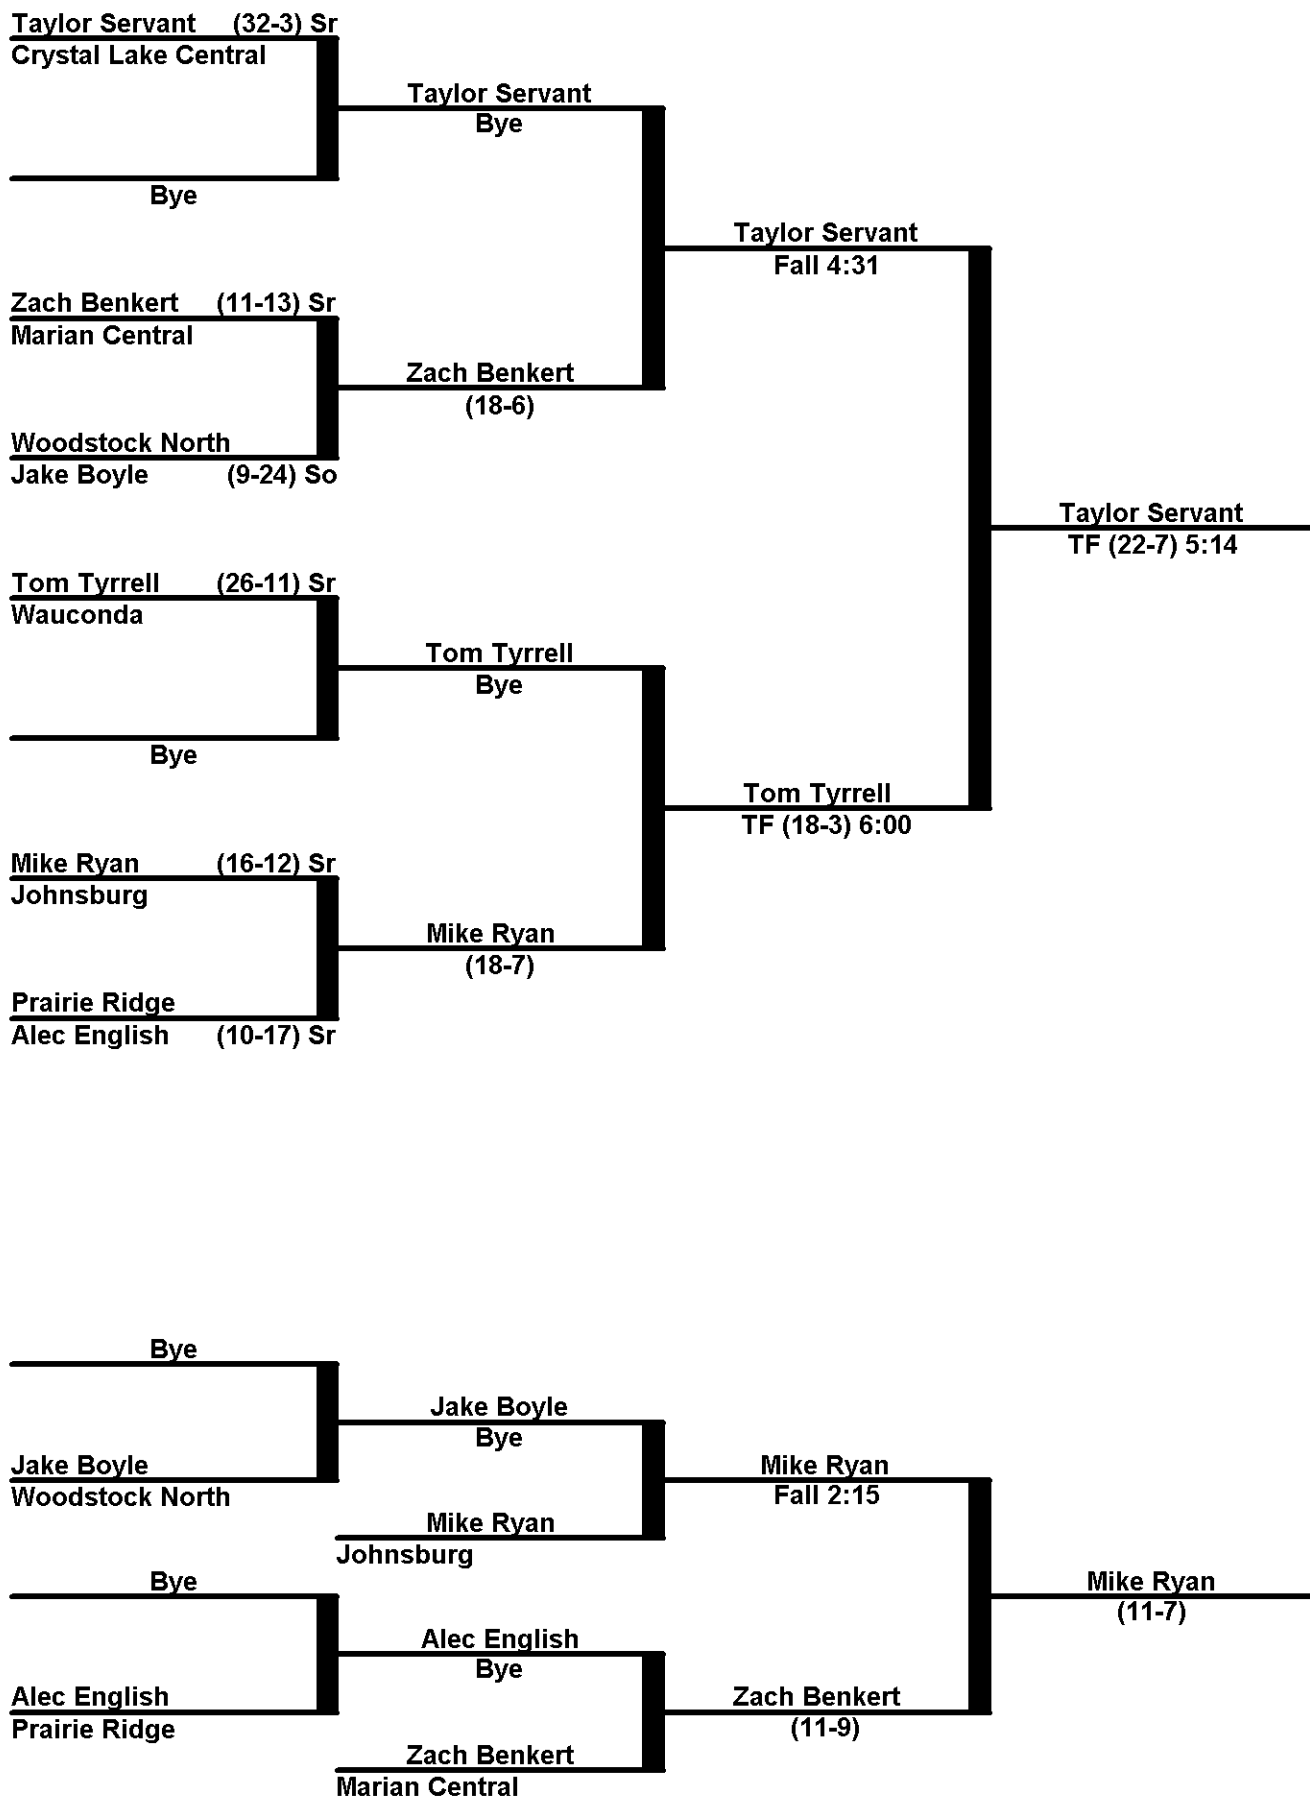 Taylor Servant (32-3) Sr
Crystal Lake Central
Taylor Servant
Bye
Bye
Taylor Servant
Fall 4:31
Zach Benkert (11-13) Sr
Marian Central
Zach Benkert
(18-6)
Woodstock North
Jake Boyle (9-24) So
Taylor Servant
TF (22-7) 5:14
Tom Tyrrell (26-11) Sr
Wauconda
Tom Tyrrell
Bye
Bye
Tom Tyrrell
TF (18-3) 6:00
Mike Ryan (16-12) Sr
Johnsburg
Mike Ryan
(18-7)
Prairie Ridge
Alec English (10-17) Sr
Bye
Jake Boyle
Bye
Jake Boyle
Woodstock North
Mike Ryan
Fall 2:15
Mike Ryan
Johnsburg
Bye
Mike Ryan
(11-7)
Alec English
Bye
Alec English
Prairie Ridge
Zach Benkert
(11-9)
Zach Benkert
Marian Central